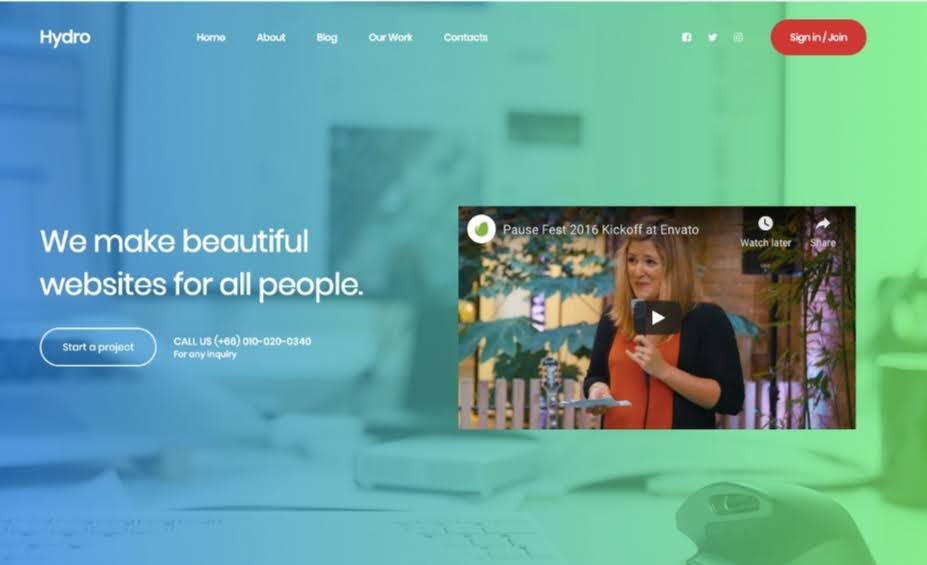 Hydro
Home About Blog Our Work Contacts
Sign in / Join
We make beautiful
websites for all people.
Start a project
CALL US (+66) 010-020-0340
For any inquiry
Pause Fest 2016 Kickoff at Envato
Watch later Share